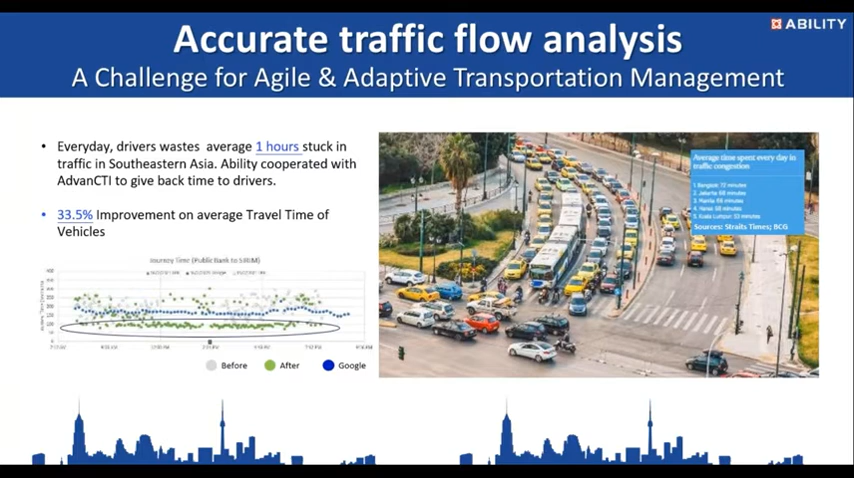 ABILITY
Accurate traffic flow analysis
A Challenge for Agile & Adaptive Transportation Management
• Everyday, drivers wastes average 1 hours stuck in
traffic in Southeastern Asia. Ability cooperated with
AdvanCTI to give back time to drivers.
• 33.5% Improvement on average Travel Time of
Vehicles
Journey Time (Public Bank to SIRIM)
Before
After
Google
Average time spent every day in
traffic congestion
1. Bangkok 72 minutes
2. Jakarta 68 minutes
3. Manila 66 minutes
4. Hanoi 58 minutes
5. Kuala Lumpur 53 minutes
Sources: Straits Times; BCG